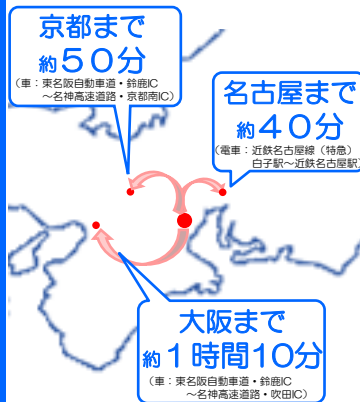 京都まで
約50分
（車：東名阪自動車道・鈴鹿IC
～名神高速道路・京都南IC）
名古屋まで
約40分
（電車：近鉄名古屋線（特急）
白子駅～近鉄名古屋駅）
大阪まで
約１時間10分
（車：東名阪自動車道・鈴鹿IC
～名神高速道路・吹田IC）